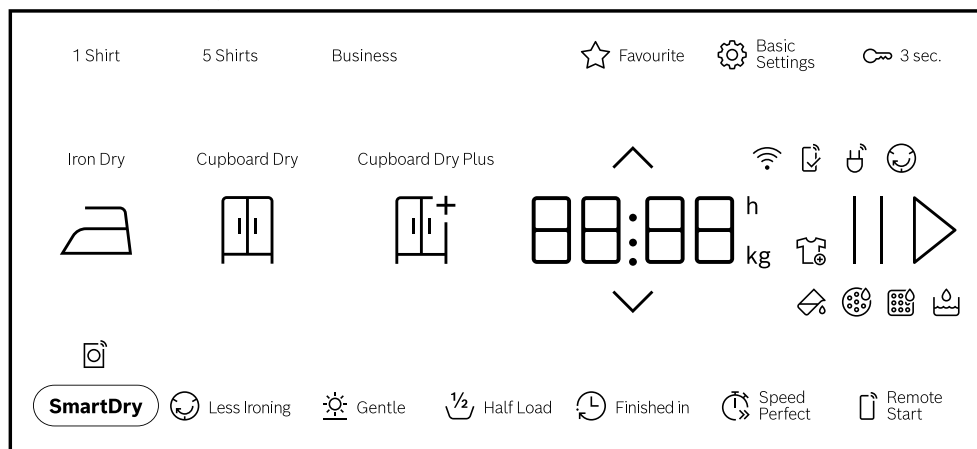 1 Shirt
5 Shirts
Business
Favourite
Basic
Settings
3 sec.
Iron Dry
Cupboard Dry
Cupboard Dry Plus
88:88
h
kg
SmartDry
Less Ironing
Gentle
½
Half Load
Finished in
Speed
Perfect
Remote
Start